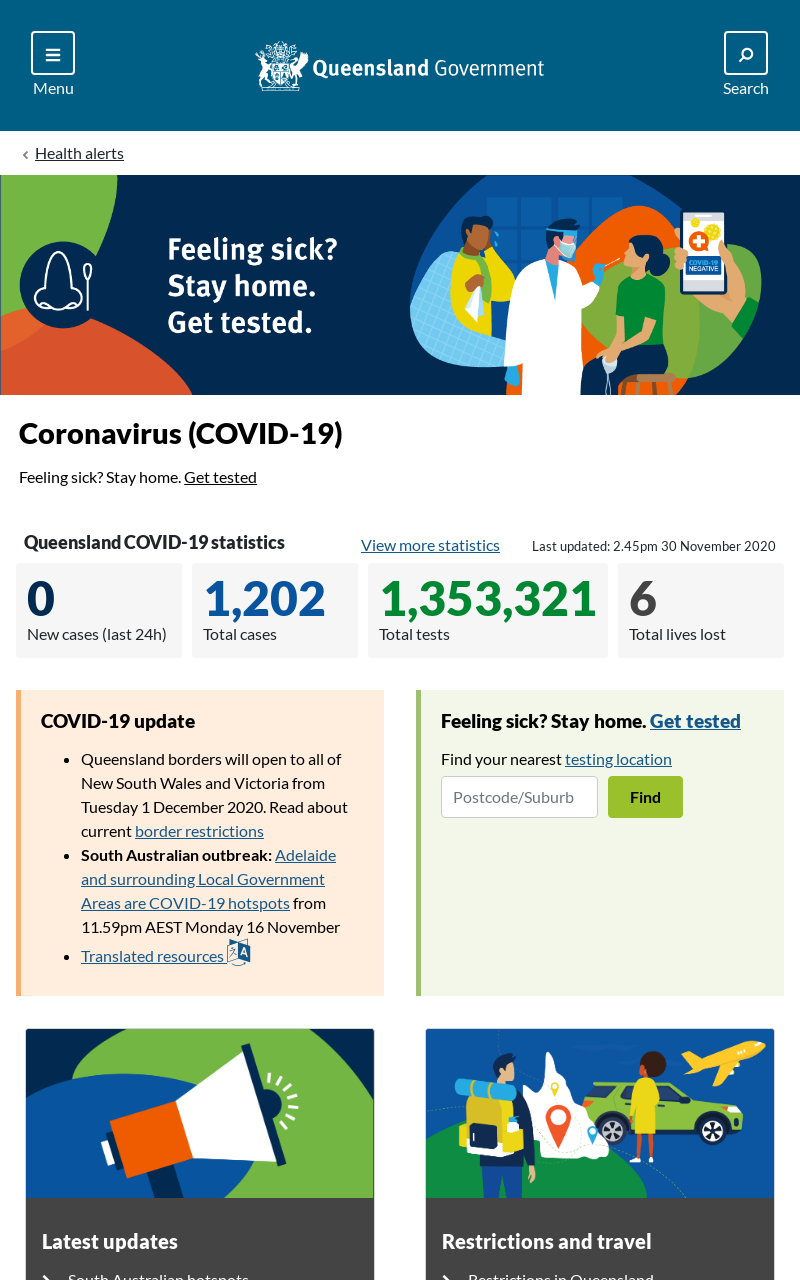 Menu
Queensland Government
Search
Health alerts
Feeling sick?
Stay home.
Get tested.
COVID-19
NEGATIVE
Coronavirus (COVID-19)
Feeling sick? Stay home. Get tested
Queensland COVID-19 statistics
View more statistics
Last updated: 2.45pm 30 November 2020
0
New cases (last 24h)
1,202
Total cases
1,353,321
Total tests
6
Total lives lost
COVID-19 update
Queensland borders will open to all of
New South Wales and Victoria from
Tuesday 1 December 2020. Read about
current border restrictions
South Australian outbreak: Adelaide
and surrounding Local Government
Areas are COVID-19 hotspots from
11.59pm AEST Monday 16 November
Translated resources
A
Feeling sick? Stay home. Get tested
Find your nearest testing location
Postcode/Suburb
Find
Latest updates
South Australian hotspots
Restrictions and travel
Restrictions in Queensland